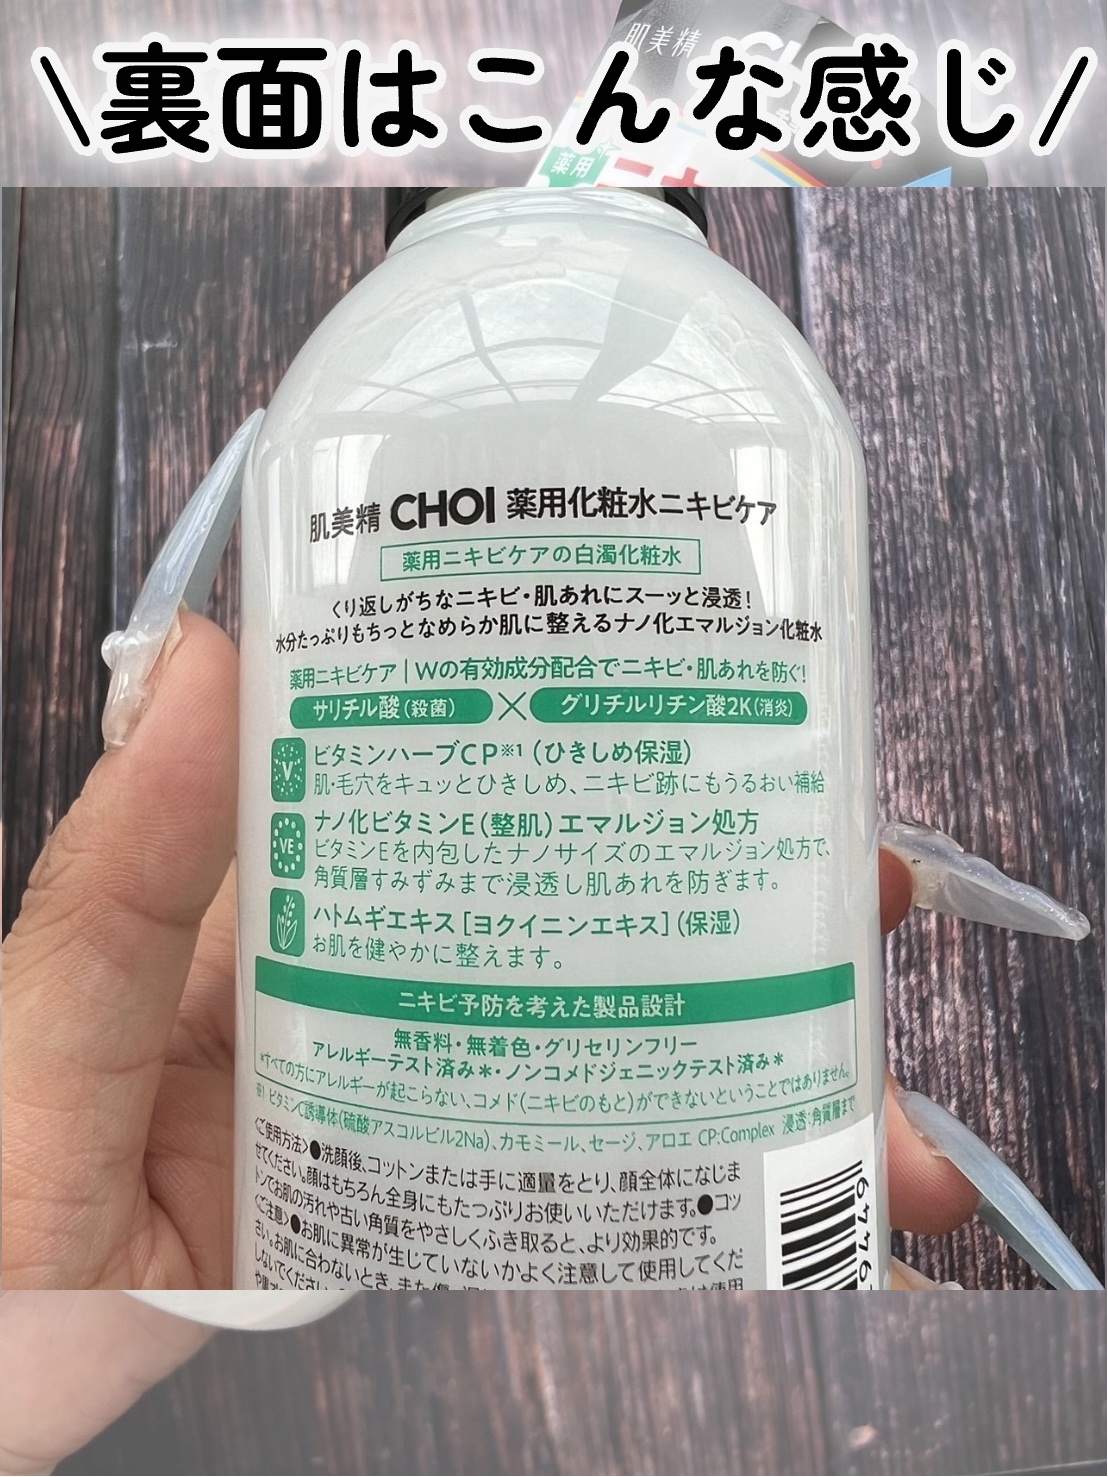 \裏面はこんな感じ/
肌美精
薬用
肌美精 CHOI 薬用化粧水ニキビケア
薬用ニキビケアの白濁化粧水
くり返しがちなニキビ・肌あれにスーッと浸透!
水分たっぷりもちっとなめらか肌に整えるナノ化エマルジョン化粧水
薬用ニキビケア|Wの有効成分配合でニキビ・肌あれを防ぐ!
サリチル酸(殺菌) × グリチルリチン酸2K(消炎)
V ビタミンハーブCP※1(ひきしめ保湿)
肌・毛穴をキュッとひきしめ、ニキビ跡にもうるおい補給
VE ナノ化ビタミンE(整肌)エマルジョン処方
ビタミンEを内包したナノサイズのエマルジョン処方で、
角質層すみずみまで浸透し肌あれを防ぎます。
ハトムギエキス[ヨクイニンエキス](保湿)
お肌を健やかに整えます。
ニキビ予防を考えた製品設計
無香料・無着色・グリセリンフリー
アレルギーテスト済み*・ノンコメドジェニックテスト済み*
*すべての方にアレルギーが起こらない、コメド(ニキビのもと)ができないということではありません。
※1 ビタミンC誘導体(硫酸アスコルビル2Na)、カモミール、セージ、アロエ CP:Complex 浸透:角質層まで
<ご使用方法>●洗顔後、コットンまたは手に適量をとり、顔全体になじま
せてください。顔はもちろん全身にもたっぷりお使いいただけます。●コッ
トンでお肌の汚れや古い角質をやさしくふき取ると、より効果的です。
<ご注意>●お肌に異常が生じていないかよく注意して使用してくだ
さい。お肌に合わないとき、また傷、
しないでください。